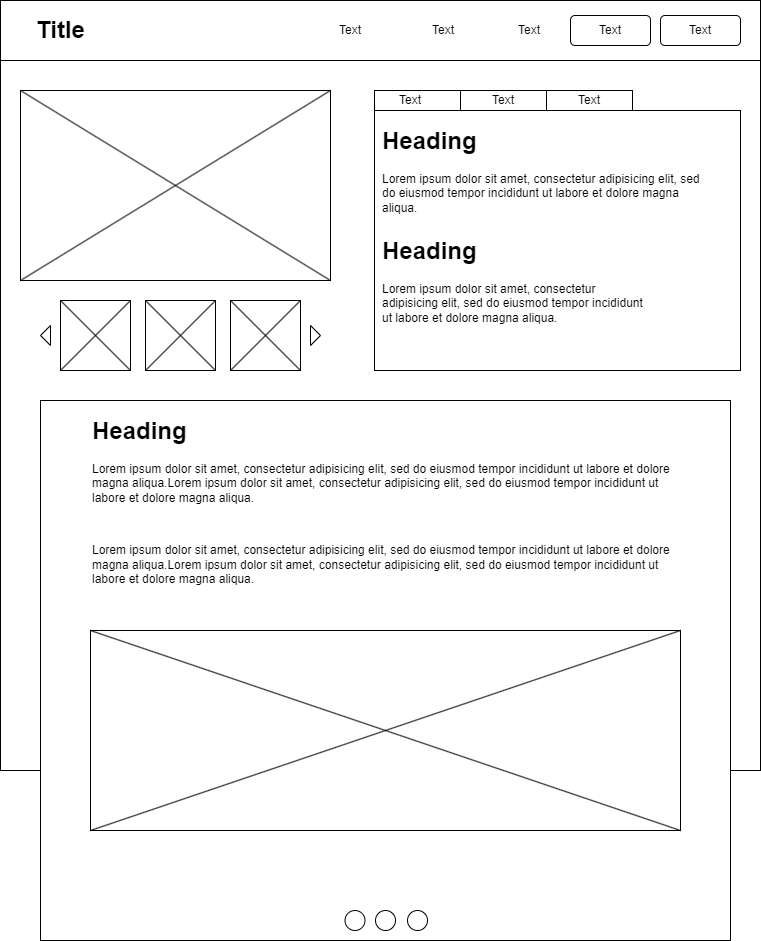 Title
Text
Text
Text
Text
Text
Text
Text
Text
Heading
Lorem ipsum dolor sit amet, consectetur adipisicing elit, sed
do eiusmod tempor incididunt ut labore et dolore magna
aliqua.
Heading
Lorem ipsum dolor sit amet, consectetur
adipisicing elit, sed do eiusmod tempor incididunt
ut labore et dolore magna aliqua.
Heading
Lorem ipsum dolor sit amet, consectetur adipisicing elit, sed do eiusmod tempor incididunt ut labore et dolore
magna aliqua.Lorem ipsum dolor sit amet, consectetur adipisicing elit, sed do eiusmod tempor incididunt ut
labore et dolore magna aliqua.
Lorem ipsum dolor sit amet, consectetur adipisicing elit, sed do eiusmod tempor incididunt ut labore et dolore
magna aliqua.Lorem ipsum dolor sit amet, consectetur adipisicing elit, sed do eiusmod tempor incididunt ut
labore et dolore magna aliqua.